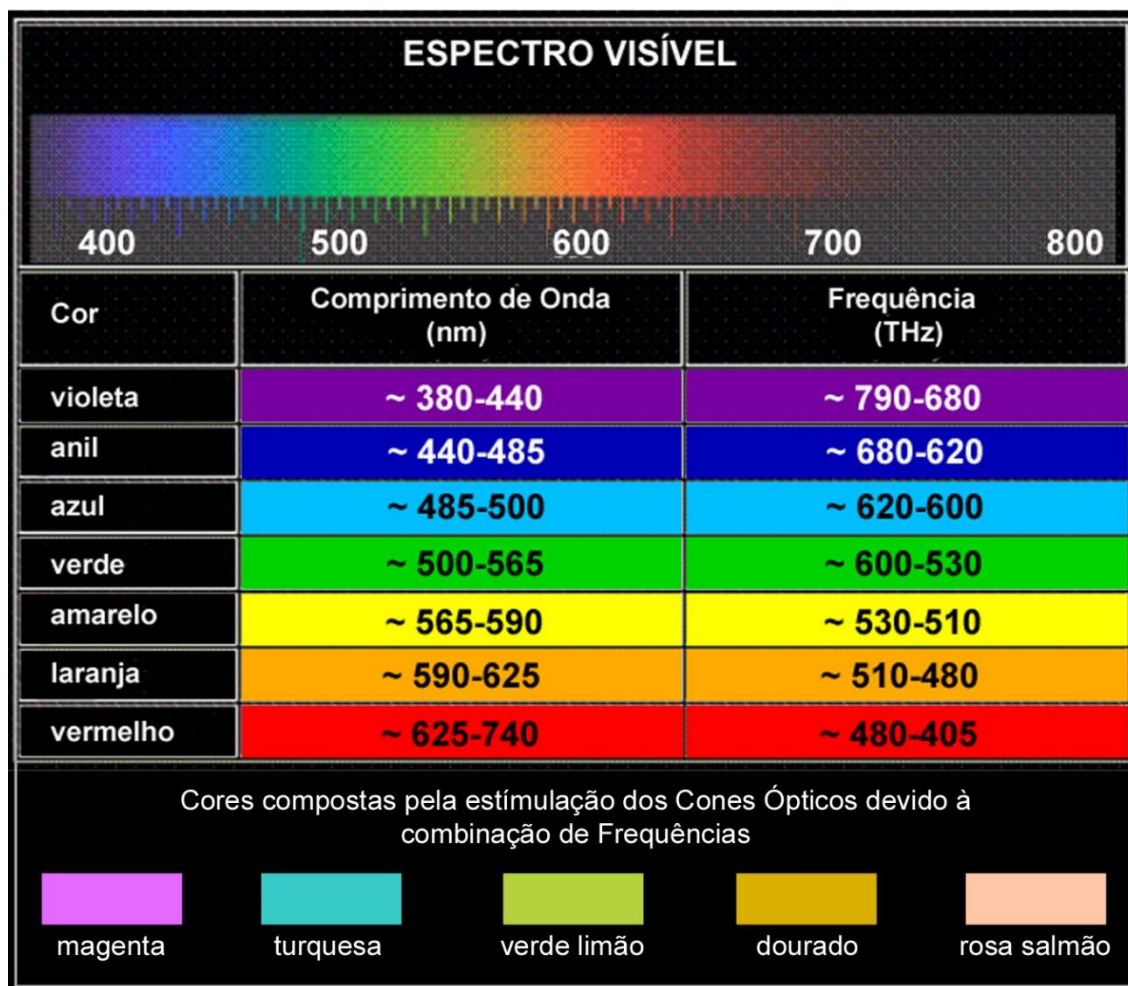 ESPECTRO VISÍVEL
400 500 600 700 800
Cor Comprimento de Onda (nm) Frequência (THz)
violeta ~ 380-440 ~ 790-680
anil ~ 440-485 ~ 680-620
azul ~ 485-500 ~ 620-600
verde ~ 500-565 ~ 600-530
amarelo ~ 565-590 ~ 530-510
laranja ~ 590-625 ~ 510-480
vermelho ~ 625-740 ~ 480-405
Cores compostas pela estímulação dos Cones Ópticos devido à
combinação de Frequências
magenta turquesa verde limão dourado rosa salmão